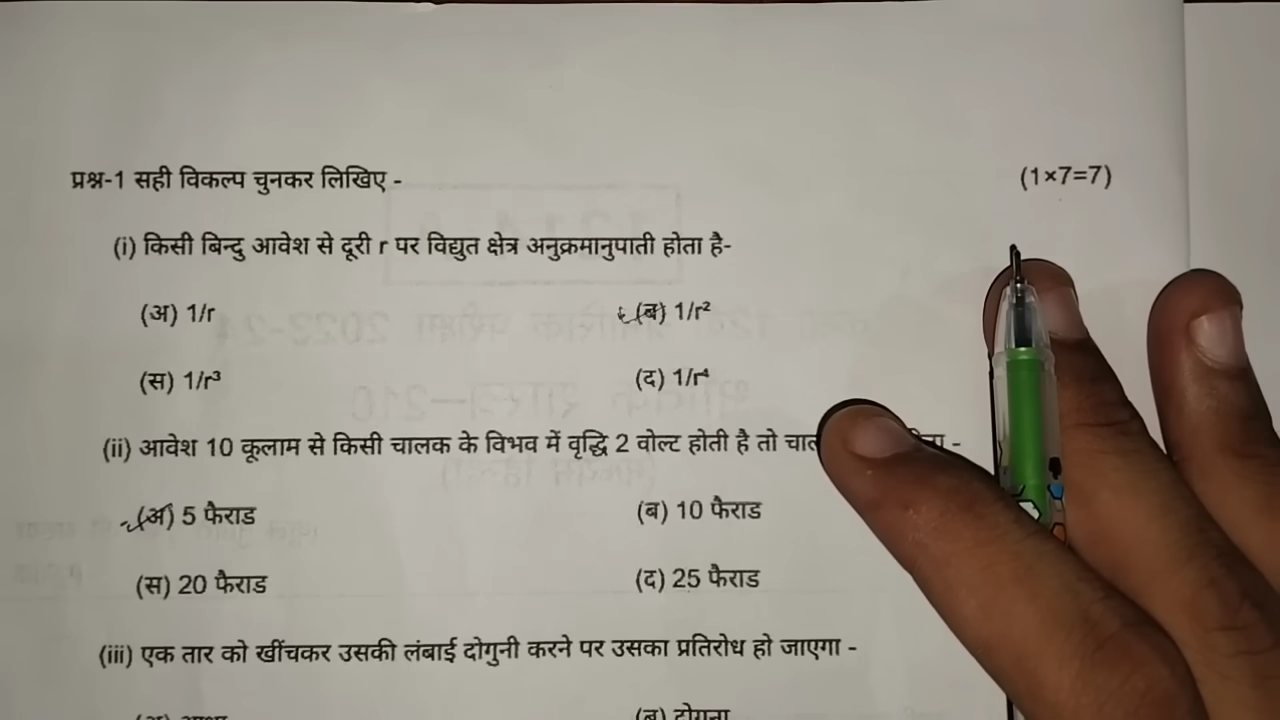 प्रश्न-1 सही विकल्प चुनकर लिखिए - (1×7=7)
(i) किसी बिन्दु आवेश से दूरी r पर विद्युत क्षेत्र अनुक्रमानुपाती होता है-
(अ) 1/r (ब) 1/r²
(स) 1/r³ (द) 1/r⁴
(ii) आवेश 10 कूलाम से किसी चालक के विभव में वृद्धि 2 वोल्ट होती है तो -
(अ) 5 फैराड (ब) 10 फैराड
(स) 20 फैराड (द) 25 फैराड
(iii) एक तार को खींचकर उसकी लंबाई दोगुनी करने पर उसका प्रतिरोध हो जाएगा -
(ब) दोगुना